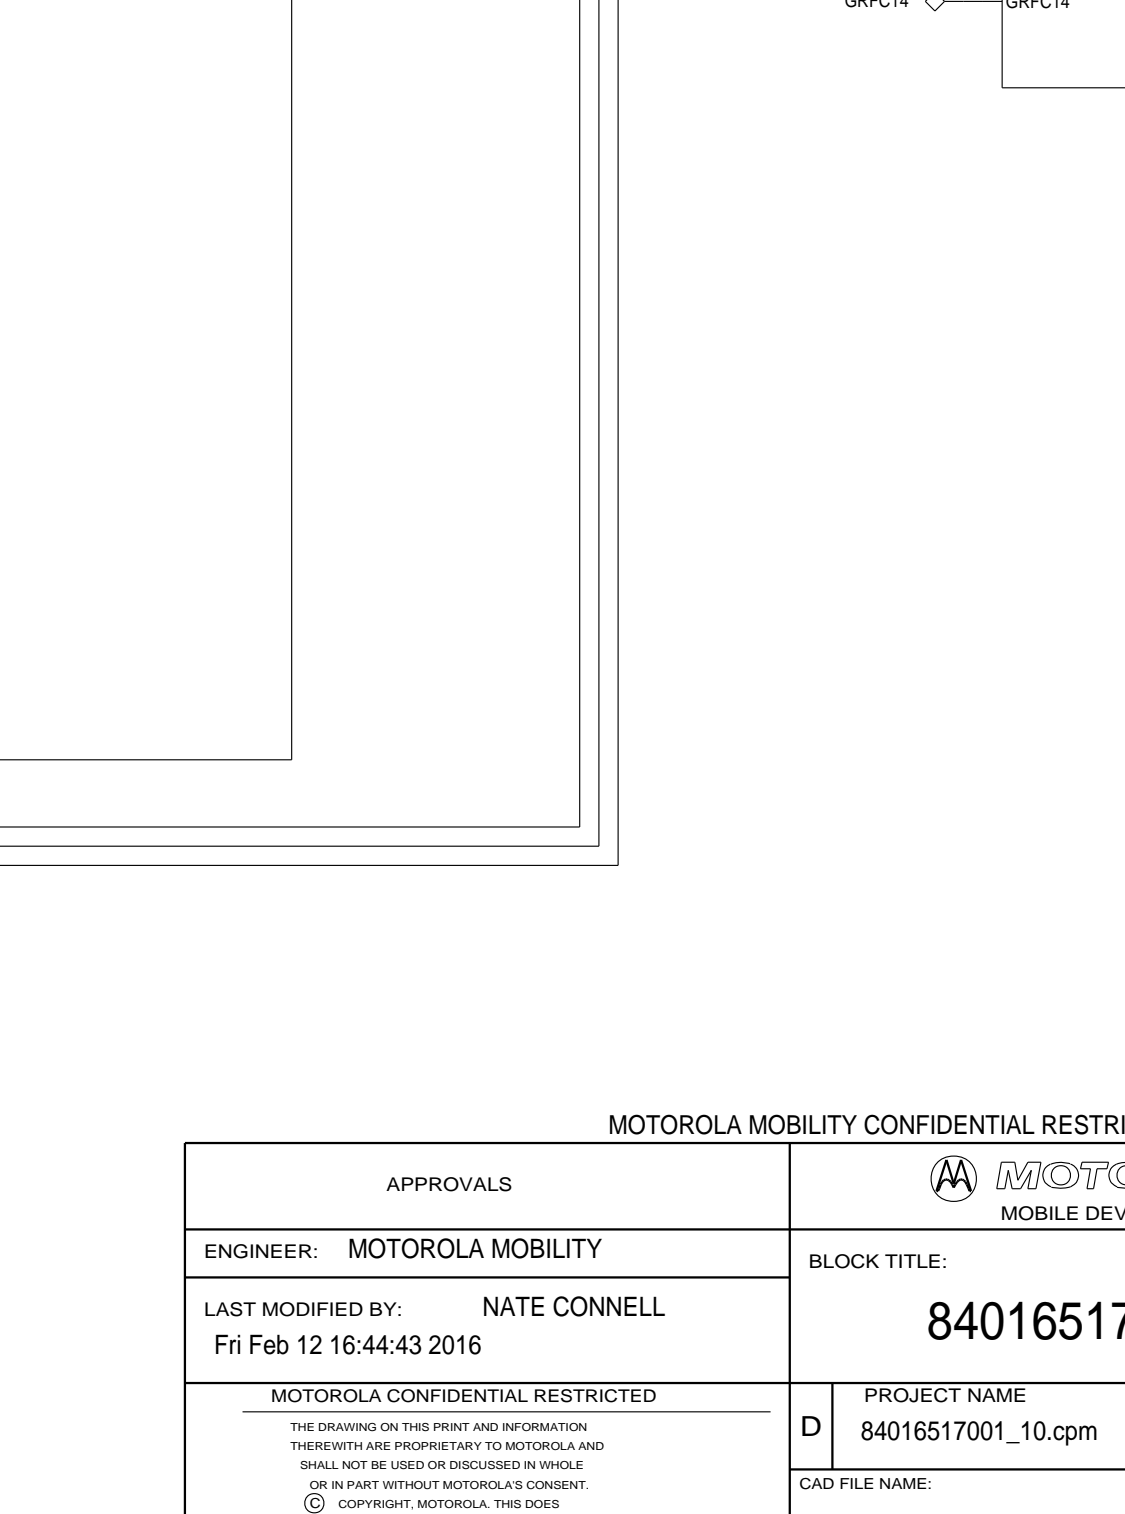 GRFC14 GRFC14
MOTOROLA MOBILITY CONFIDENTIAL RESTRI
APPROVALS
MOTO
MOBILE DEV
ENGINEER: MOTOROLA MOBILITY
BLOCK TITLE:
LAST MODIFIED BY: NATE CONNELL
Fri Feb 12 16:44:43 2016
84016517
MOTOROLA CONFIDENTIAL RESTRICTED
THE DRAWING ON THIS PRINT AND INFORMATION
THEREWITH ARE PROPRIETARY TO MOTOROLA AND
SHALL NOT BE USED OR DISCUSSED IN WHOLE
OR IN PART WITHOUT MOTOROLA'S CONSENT.
© COPYRIGHT, MOTOROLA. THIS DOES
D
PROJECT NAME
84016517001_10.cpm
CAD FILE NAME: